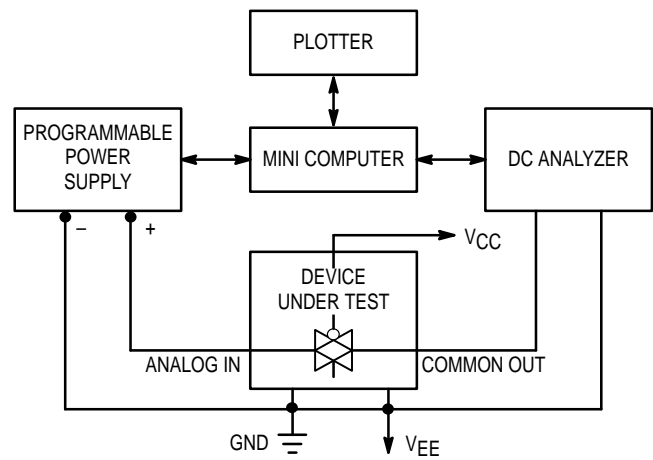 PLOTTER
PROGRAMMABLE
POWER
SUPPLY
MINI COMPUTER
DC ANALYZER
– +
VCC
DEVICE
UNDER TEST
ANALOG IN
COMMON OUT
GND
VEE